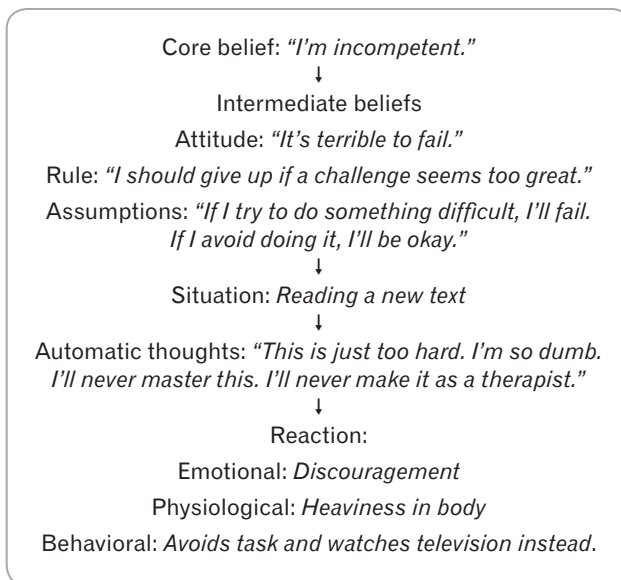 Core belief: “I’m incompetent.”
↓
Intermediate beliefs
Attitude: “It’s terrible to fail.”
Rule: “I should give up if a challenge seems too great.”
Assumptions: “If I try to do something difficult, I’ll fail.
If I avoid doing it, I’ll be okay.”
↓
Situation: Reading a new text
↓
Automatic thoughts: “This is just too hard. I’m so dumb.
I’ll never master this. I’ll never make it as a therapist.”
↓
Reaction:
Emotional: Discouragement
Physiological: Heaviness in body
Behavioral: Avoids task and watches television instead.